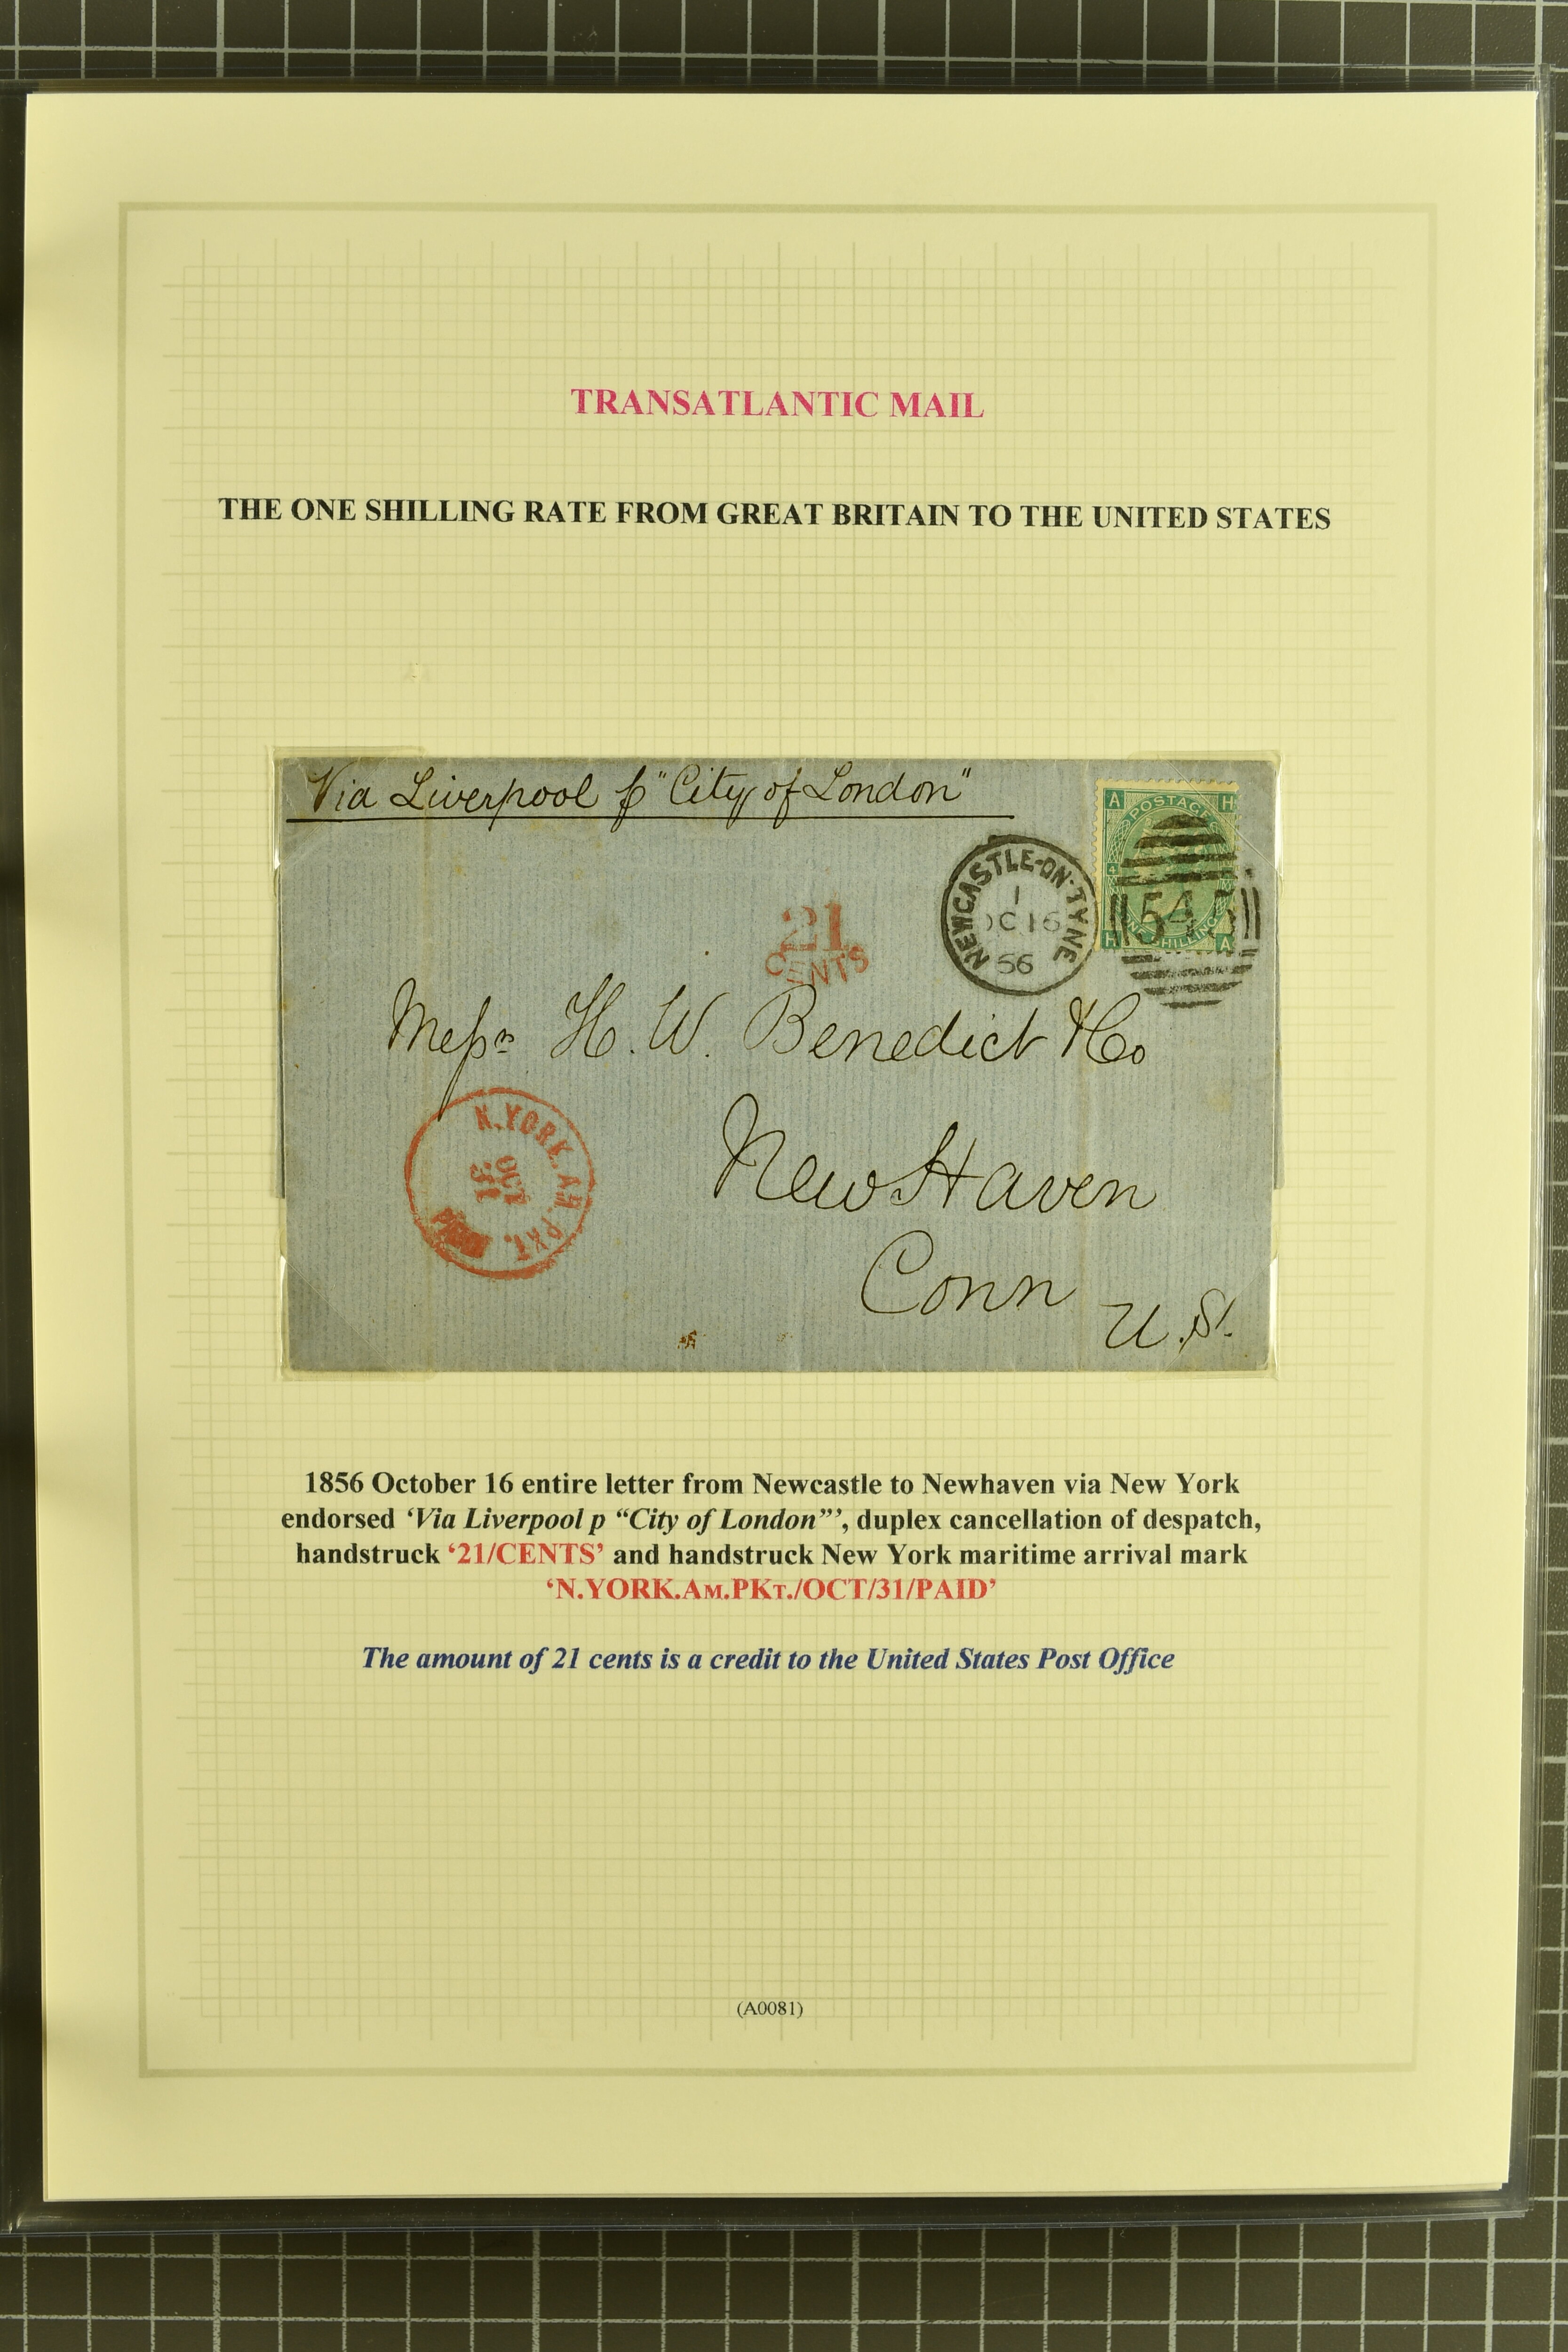 TRANSATLANTIC MAIL
THE ONE SHILLING RATE FROM GREAT BRITAIN TO THE UNITED STATES
Via Liverpool p "City of London"
A POSTAGE H
4
H ONE SHILLING A
545
NEWCASTLE-ON-TYNE
1
OC 16
56
21
CENTS
Messrs H. W. Benedict & Co
N.YORK. AM. PKT. PAID
OCT
31
New Haven
Conn
U.S.
1856 October 16 entire letter from Newcastle to Newhaven via New York
endorsed ‘Via Liverpool p “City of London”’, duplex cancellation of despatch,
handstruck ‘21/CENTS’ and handstruck New York maritime arrival mark
‘N.YORK.AM.PKT./OCT/31/PAID’
The amount of 21 cents is a credit to the United States Post Office
(A0081)